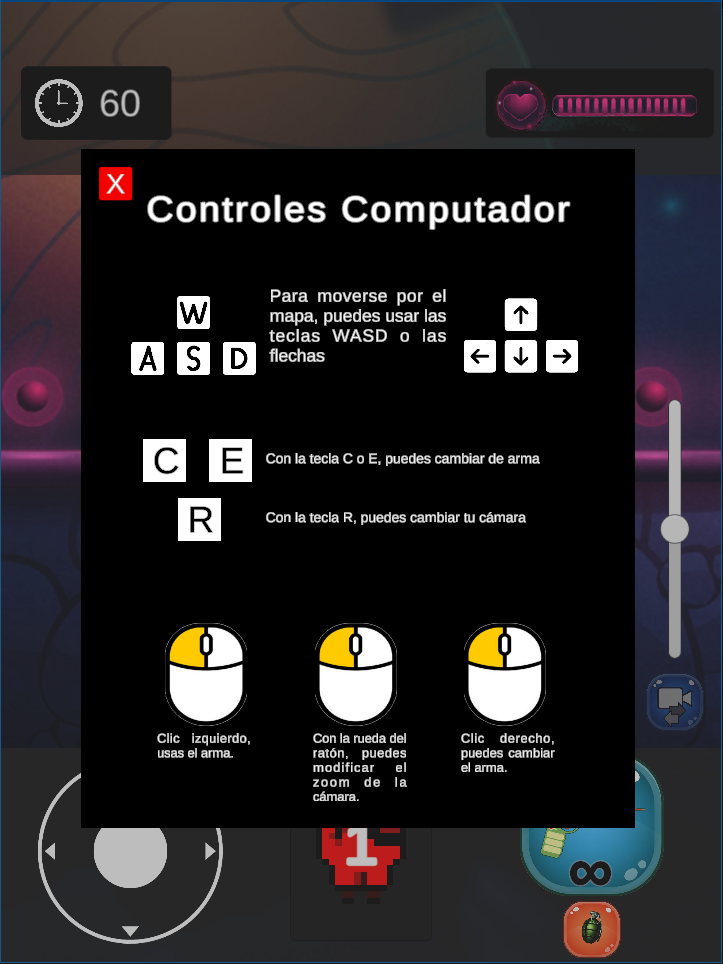 60
X
Controles Computador
W
A S D
Para moverse por el
mapa, puedes usar las
teclas WASD o las
flechas
C E
Con la tecla C o E, puedes cambiar de arma
R
Con la tecla R, puedes cambiar tu cámara
Clic izquierdo,
usas el arma.
Con la rueda del
ratón, puedes
modificar el
zoom de la
cámara.
Clic derecho,
puedes cambiar
el arma.
1
∞